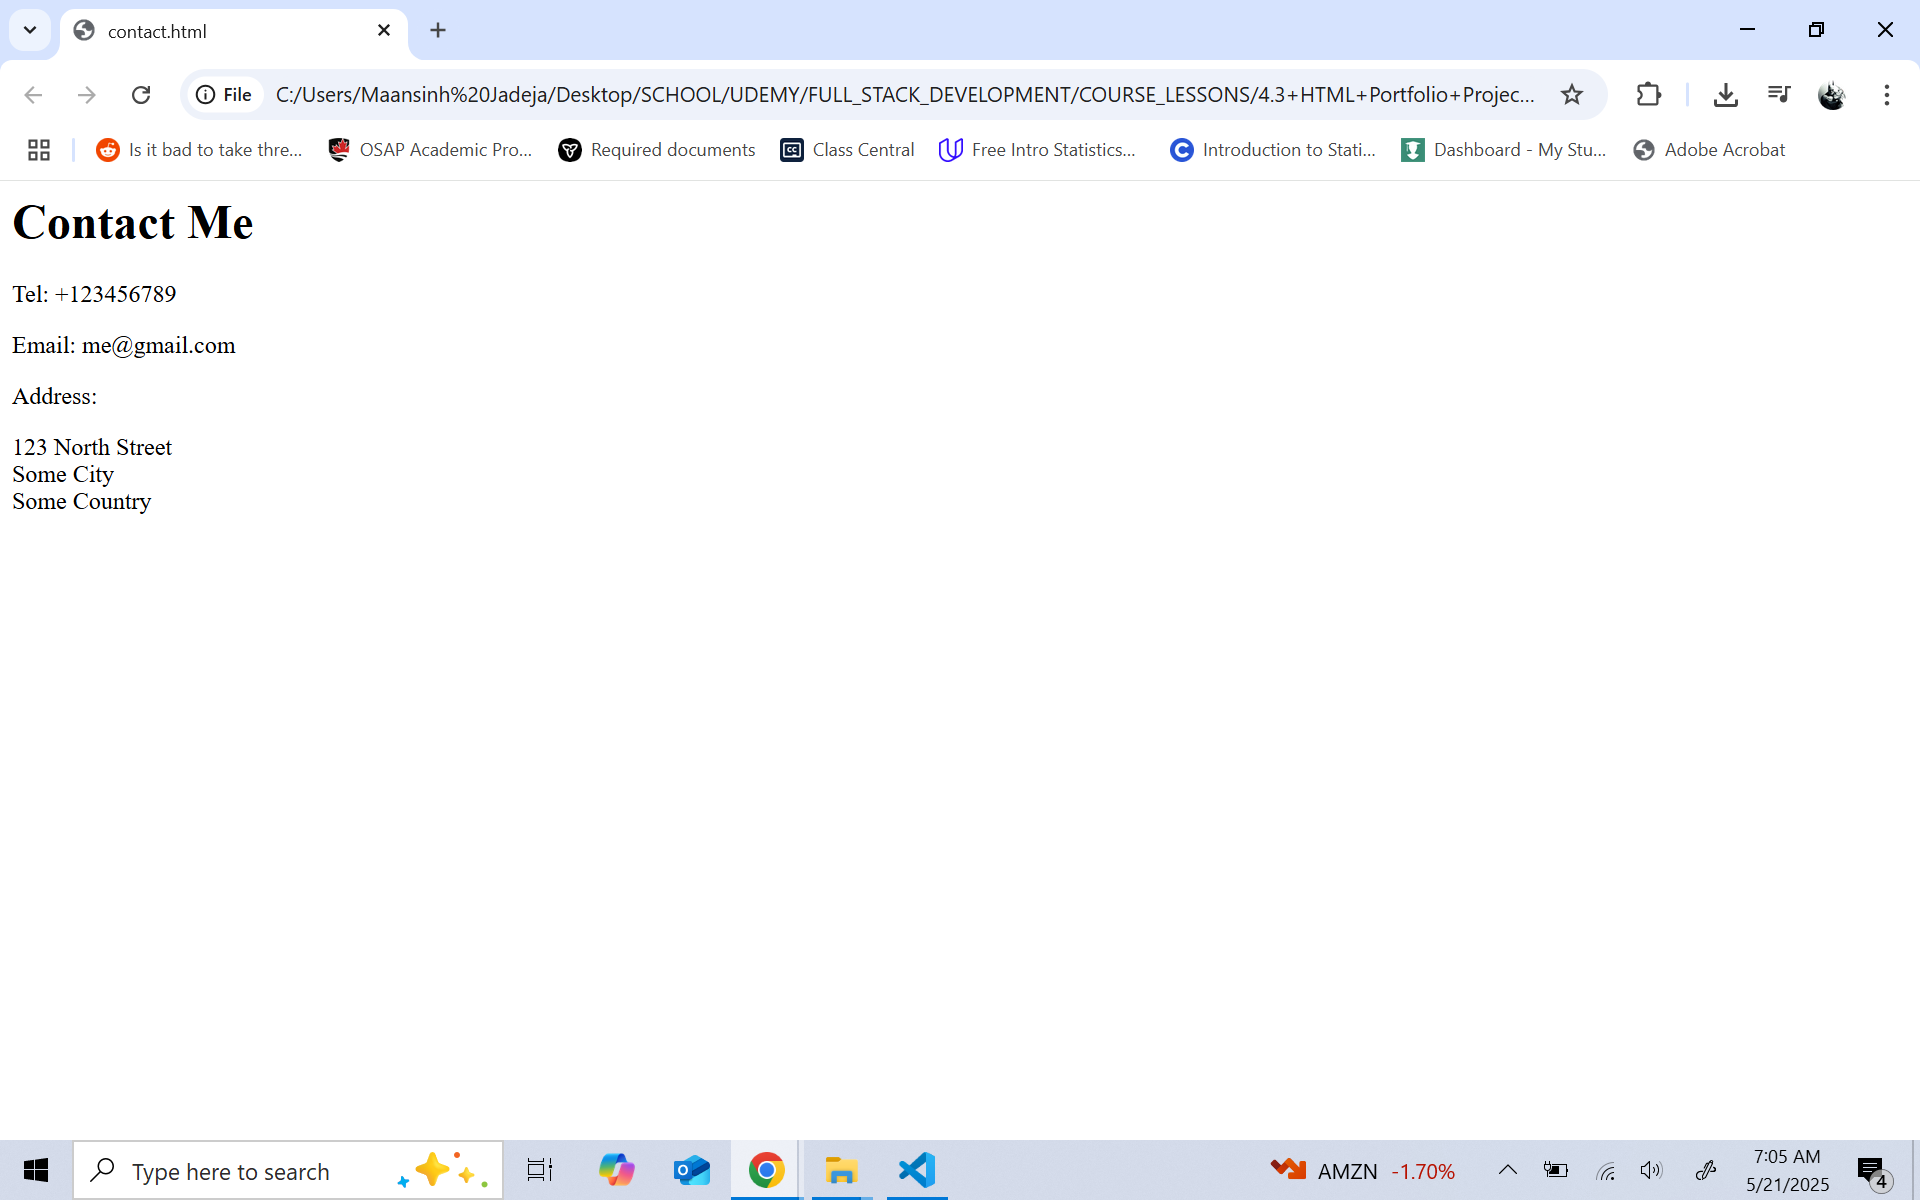 contact.html
File
C:/Users/Maansinh%20Jadeja/Desktop/SCHOOL/UDEMY/FULL_STACK_DEVELOPMENT/COURSE_LESSONS/4.3+HTML+Portfolio+Projec...
Is it bad to take thre...
OSAP Academic Pro...
Required documents
CC
Class Central
Free Intro Statistics...
Introduction to Stati...
Dashboard - My Stu...
Adobe Acrobat
Contact Me
Tel: +123456789
Email: me@gmail.com
Address:
123 North Street
Some City
Some Country
Type here to search
AMZN -1.70%
7:05 AM
5/21/2025
4